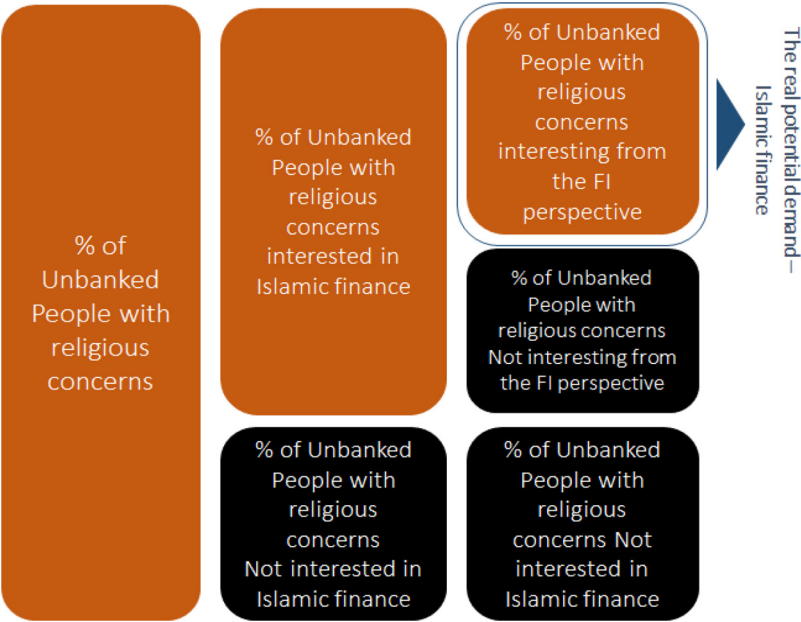 % of
Unbanked
People with
religious
concerns
% of Unbanked
People with
religious
concerns
interested in
Islamic finance
% of Unbanked
People with
religious
concerns
Not interested in
Islamic finance
% of Unbanked
People with
religious
concerns
interesting from
the FI
perspective
% of Unbanked
People with
religious concerns
Not interesting from
the FI perspective
% of Unbanked
People with
religious
concerns Not
interested in
Islamic finance
The real potential demand–
Islamic finance